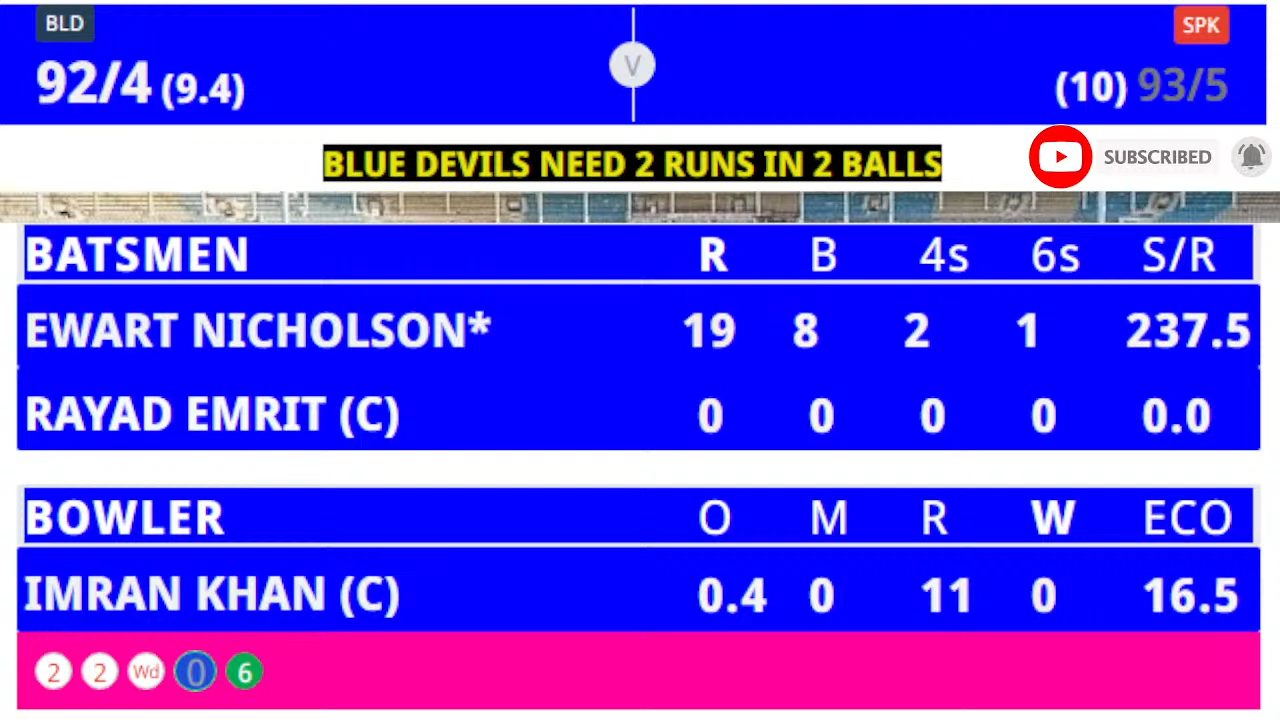 BLD
SPK
92/4 (9.4)
V
(10) 93/5
BLUE DEVILS NEED 2 RUNS IN 2 BALLS
SUBSCRIBED
BATSMEN R B 4s 6s S/R
EWART NICHOLSON* 19 8 2 1 237.5
RAYAD EMRIT (C) 0 0 0 0 0.0
BOWLER O M R W ECO
IMRAN KHAN (C) 0.4 0 11 0 16.5
2 2 Wd 0 6